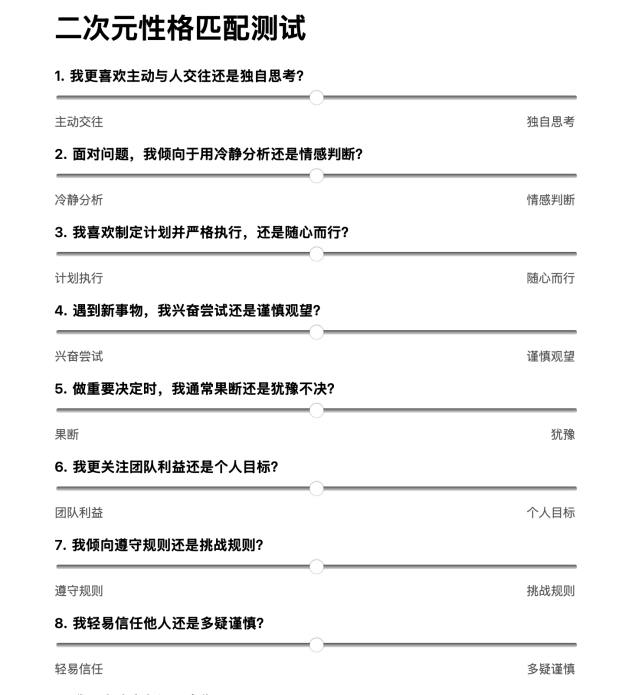 二次元性格匹配测试
1. 我更喜欢主动与人交往还是独自思考?
主动交往 独自思考
2. 面对问题，我倾向于用冷静分析还是情感判断?
冷静分析 情感判断
3. 我喜欢制定计划并严格执行，还是随心而行?
计划执行 随心而行
4. 遇到新事物，我兴奋尝试还是谨慎观望?
兴奋尝试 谨慎观望
5. 做重要决定时，我通常果断还是犹豫不决?
果断 犹豫
6. 我更关注团队利益还是个人目标?
团队利益 个人目标
7. 我倾向遵守规则还是挑战规则?
遵守规则 挑战规则
8. 我轻易信任他人还是多疑谨慎?
轻易信任 多疑谨慎